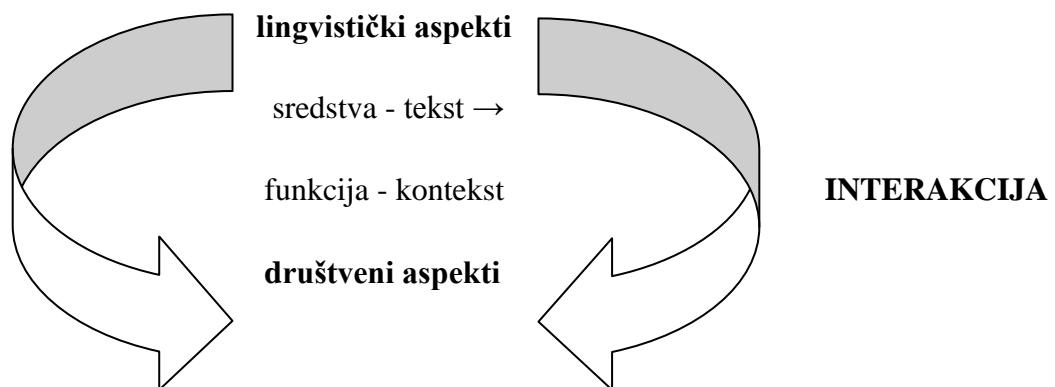 lingvistički aspekti
sredstva - tekst →
funkcija - kontekst
INTERAKCIJA
društveni aspekti